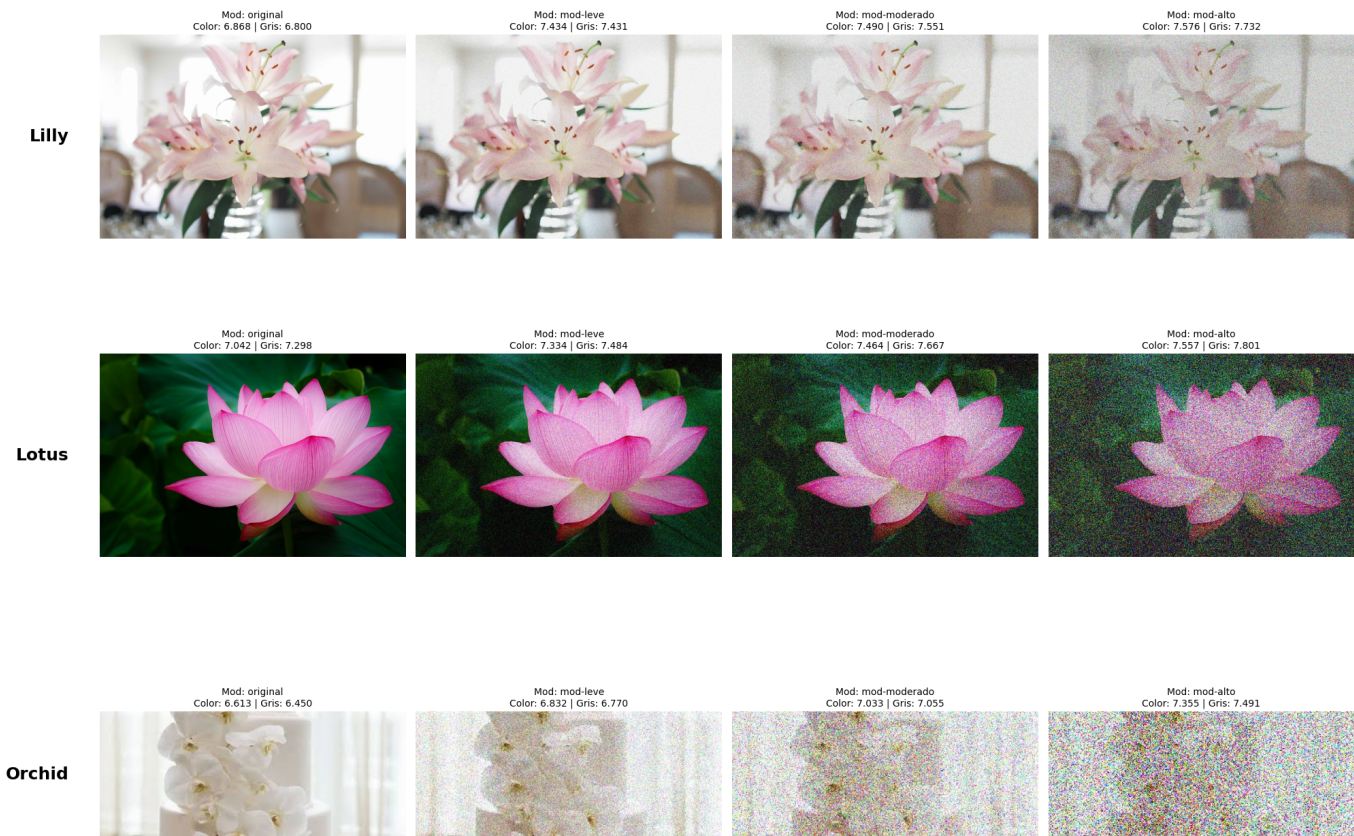 Mod: original
Color: 6.868 | Gris: 6.800
Mod: mod-leve
Color: 7.434 | Gris: 7.431
Mod: mod-moderado
Color: 7.490 | Gris: 7.551
Mod: mod-alto
Color: 7.576 | Gris: 7.732
Lilly
Mod: original
Color: 7.042 | Gris: 7.298
Mod: mod-leve
Color: 7.334 | Gris: 7.484
Mod: mod-moderado
Color: 7.464 | Gris: 7.667
Mod: mod-alto
Color: 7.557 | Gris: 7.801
Lotus
Mod: original
Color: 6.613 | Gris: 6.450
Mod: mod-leve
Color: 6.832 | Gris: 6.770
Mod: mod-moderado
Color: 7.033 | Gris: 7.055
Mod: mod-alto
Color: 7.355 | Gris: 7.491
Orchid